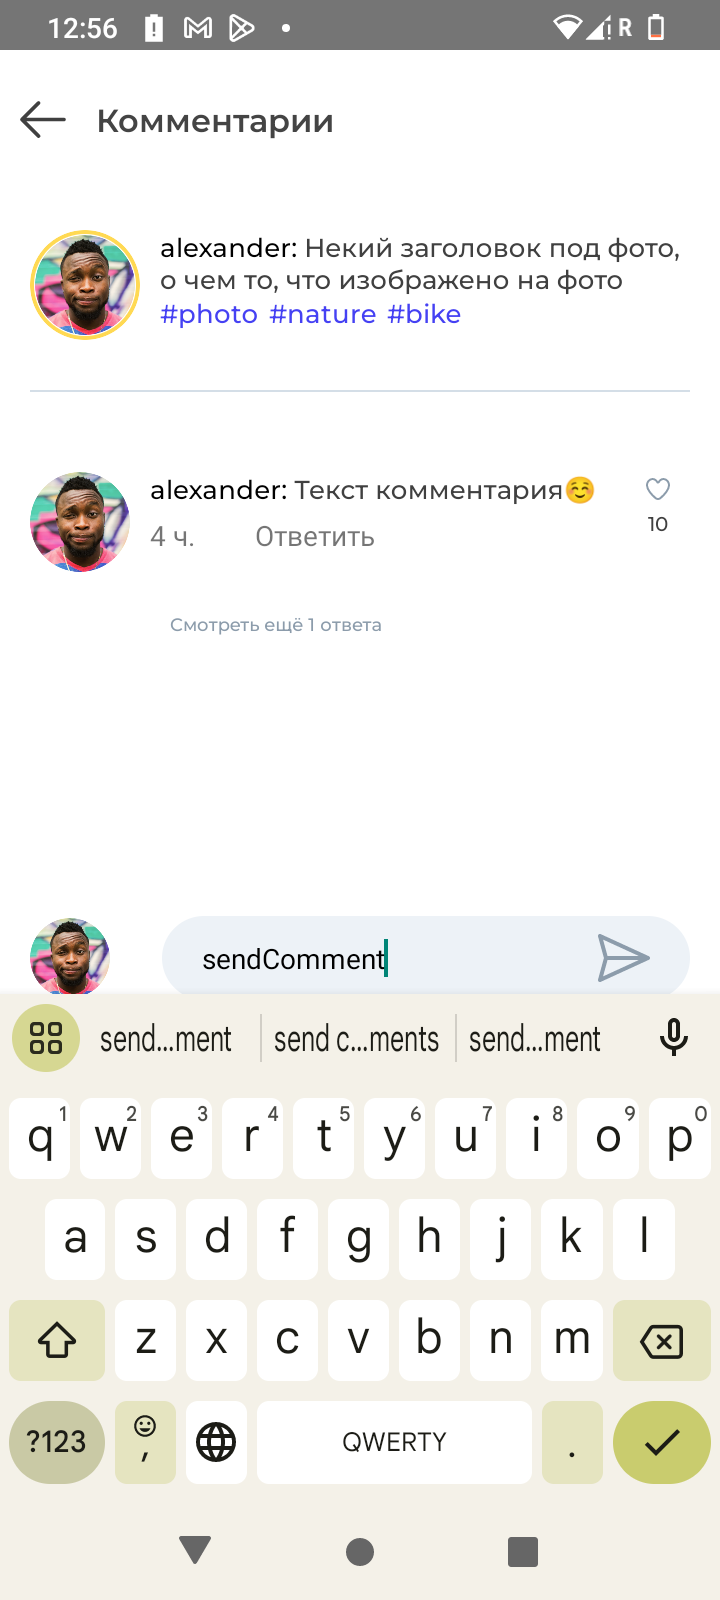 12:56 R
Комментарии
alexander: Некий заголовок под фото,
о чем то, что изображено на фото
#photo #nature #bike
alexander: Текст комментария☺️
10
4 ч. Ответить
Смотреть ещё 1 ответа
sendComment
send...ment send c...ments send...ment
q1 w2 e3 r4 t5 y6 u7 i8 o9 p0
a s d f g h j k l
z x c v b n m
?123 , QWERTY .